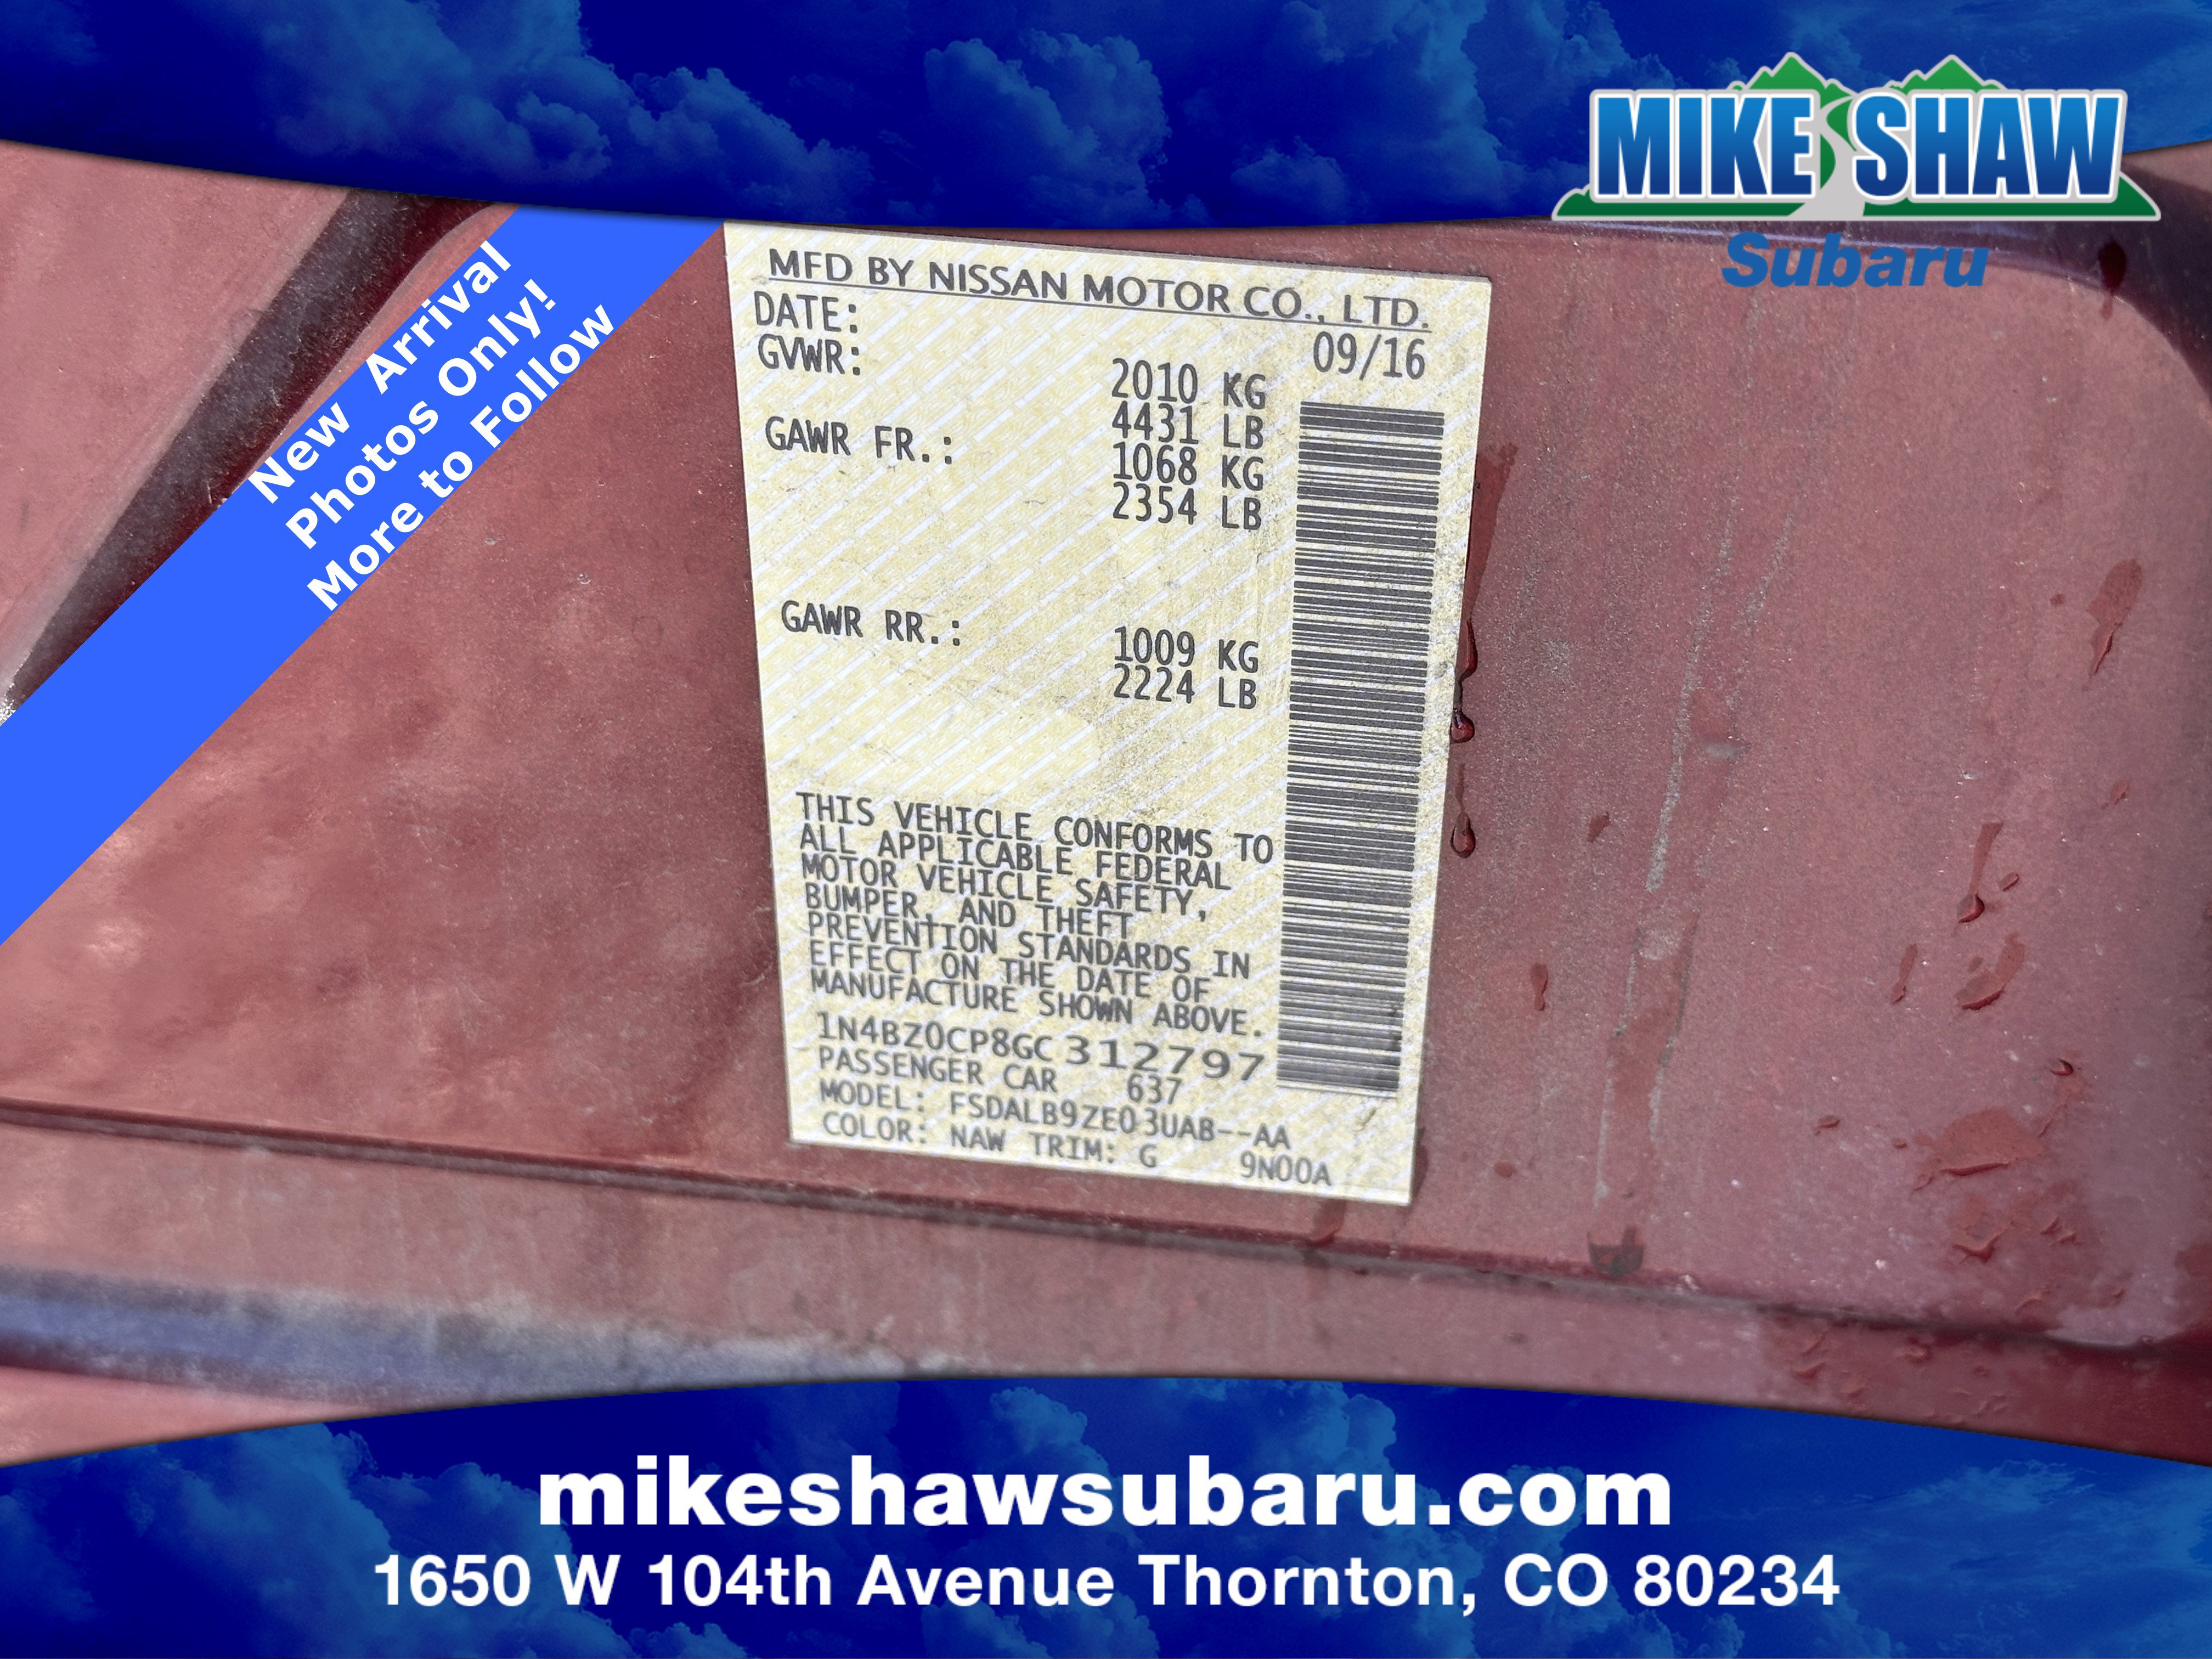 MIKE SHAW
Subaru
New Arrival
Photos Only!
More to Follow
MFD BY NISSAN MOTOR CO., LTD.
DATE: 09/16
GVWR: 2010 KG
4431 LB
GAWR FR.: 1068 KG
2354 LB
GAWR RR.: 1009 KG
2224 LB
THIS VEHICLE CONFORMS TO
ALL APPLICABLE FEDERAL
MOTOR VEHICLE SAFETY,
BUMPER, AND THEFT
PREVENTION STANDARDS IN
EFFECT ON THE DATE OF
MANUFACTURE SHOWN ABOVE.
1N4BZ0CP8GC312797
PASSENGER CAR 637
MODEL: FSDALB9ZE03UAB--AA
COLOR: NAW TRIM: G 9N00A
mikeshawsubaru.com
1650 W 104th Avenue Thornton, CO 80234